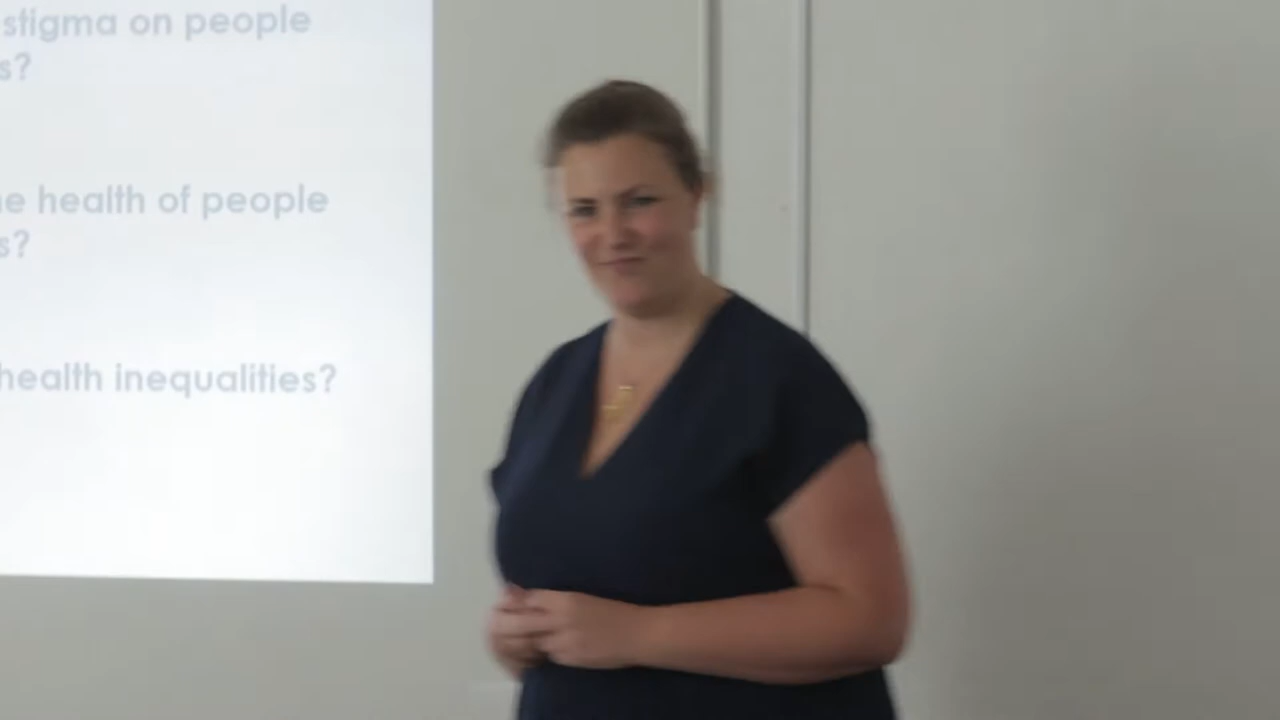 stigma on people
s?
e health of people
s?
health inequalities?